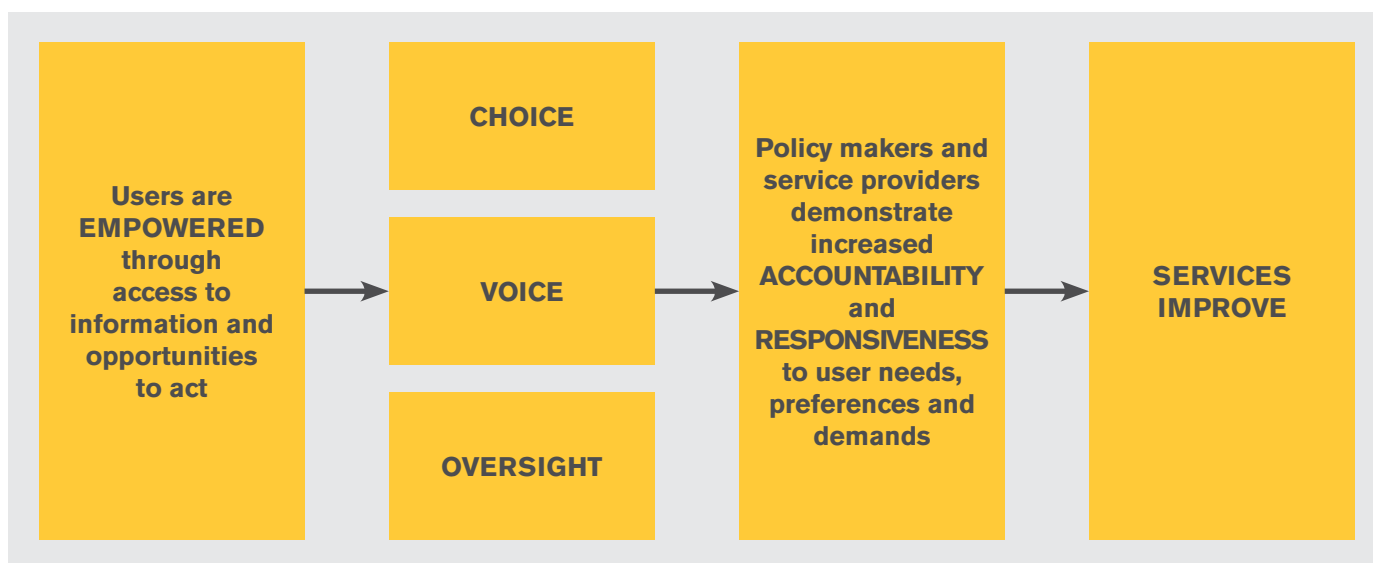 Users are
EMPOWERED
through
access to
information and
opportunities
to act
CHOICE
VOICE
OVERSIGHT
Policy makers and
service providers
demonstrate
increased
ACCOUNTABILITY
and
RESPONSIVENESS
to user needs,
preferences and
demands
SERVICES
IMPROVE